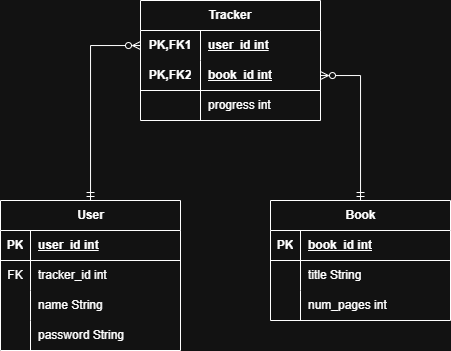 Tracker
PK,FK1 user_id int
PK,FK2 book_id int
progress int
User
PK user_id int
FK tracker_id int
name String
password String
Book
PK book_id int
title String
num_pages int